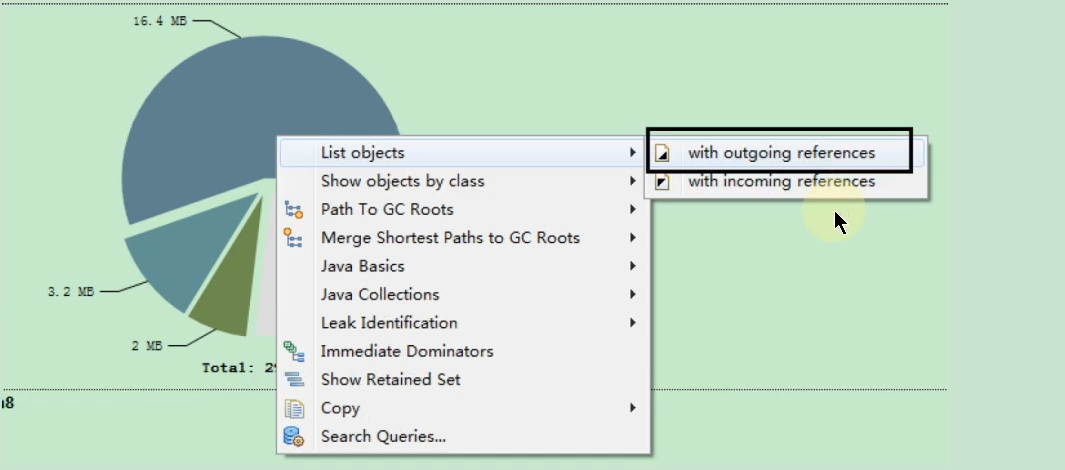 16.4 MB
List objects
with outgoing references
Show objects by class
with incoming references
Path To GC Roots
Merge Shortest Paths to GC Roots
Java Basics
3.2 MB
Java Collections
Leak Identification
2 MB
Immediate Dominators
Total: 2
Show Retained Set
8
Copy
Search Queries...